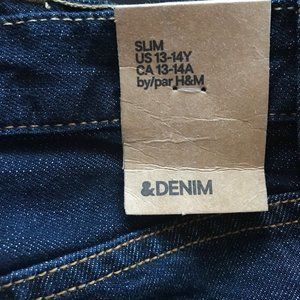 SLIM
US 13-14Y
CA 13-14A
by/par H&M
&DENIM